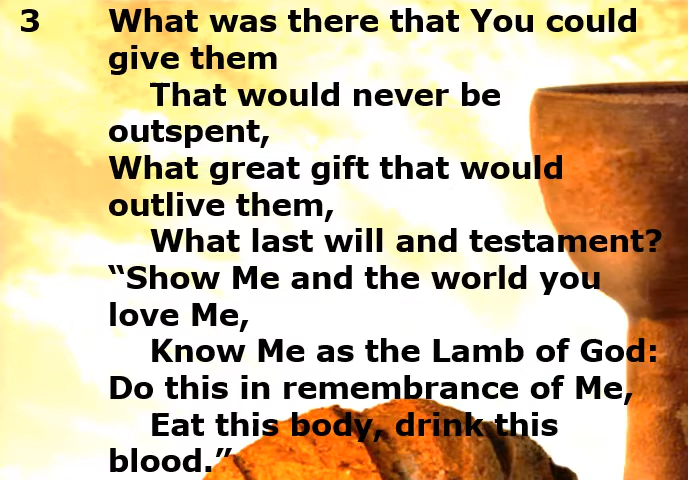 3 What was there that You could
give them
That would never be
outspent,
What great gift that would
outlive them,
What last will and testament?
“Show Me and the world you
love Me,
Know Me as the Lamb of God:
Do this in remembrance of Me,
Eat this body, drink this
blood.”